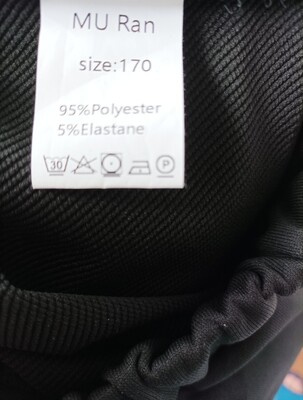 MU Ran
size:170
95%Polyester
5%Elastane
30
P